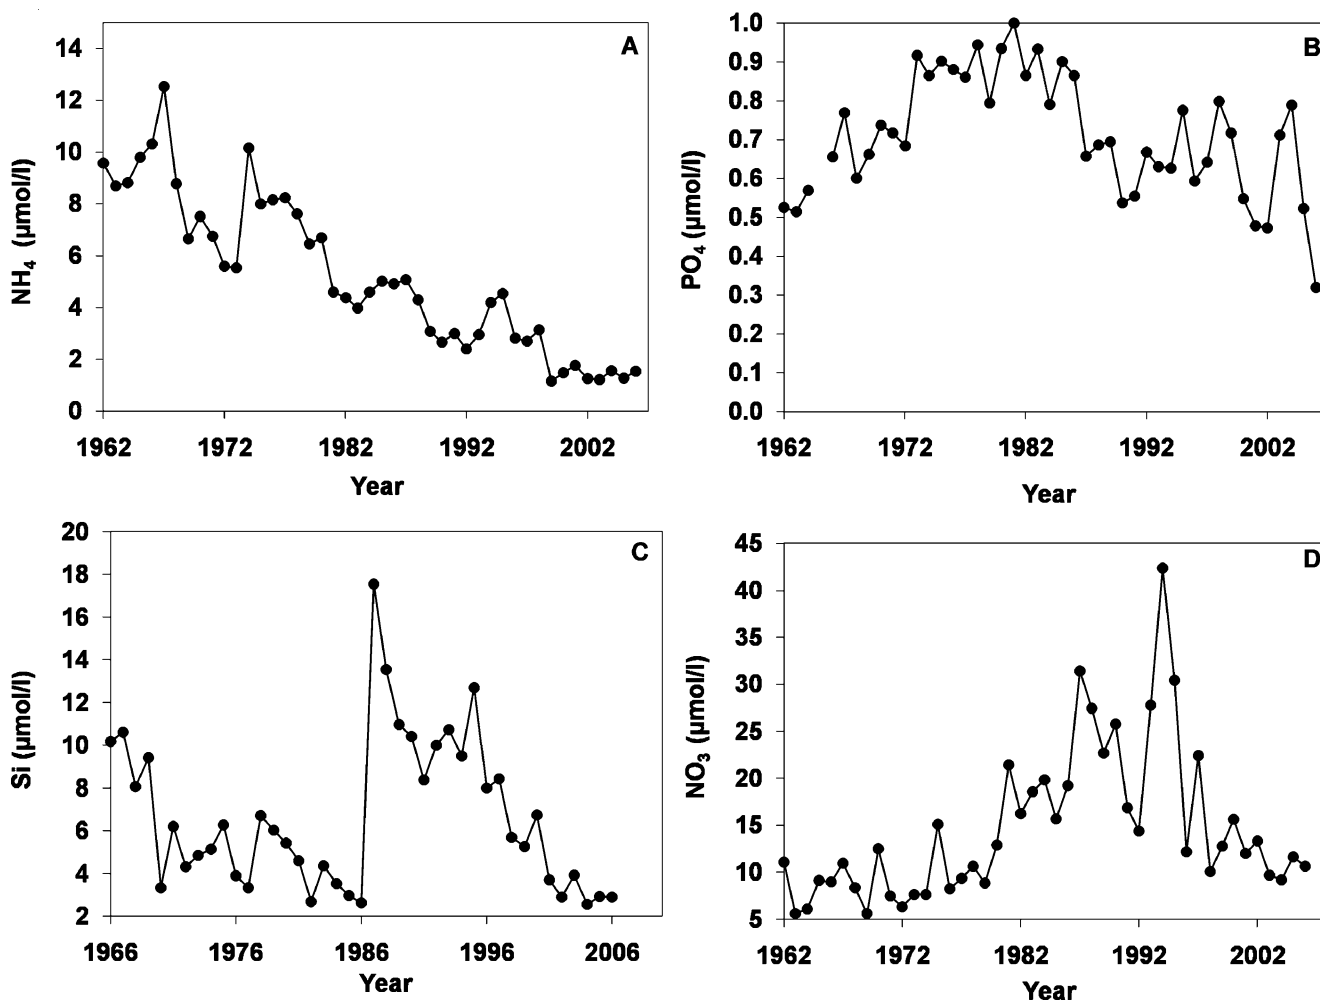 A
14
12
10
8
6
4
2
0
NH4 (µmol/l)
1962 1972 1982 1992 2002
Year
B
1.0
0.9
0.8
0.7
0.6
0.5
0.4
0.3
0.2
0.1
0.0
PO4 (µmol/l)
1962 1972 1982 1992 2002
Year
C
20
18
16
14
12
10
8
6
4
2
Si (µmol/l)
1966 1976 1986 1996 2006
Year
D
45
40
35
30
25
20
15
10
5
NO3 (µmol/l)
1962 1972 1982 1992 2002
Year